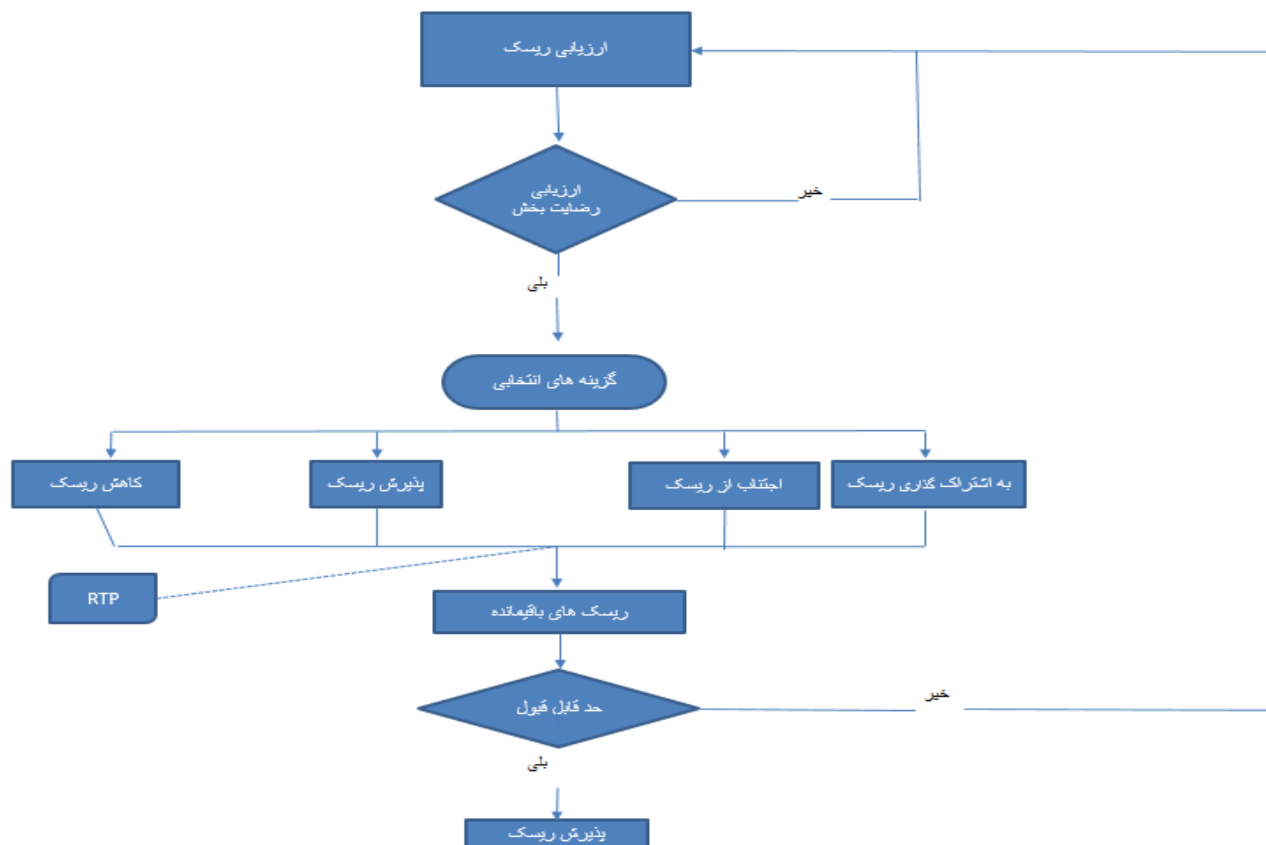 ارزیابی ریسک
ارزیابی
رضایت بخش
خیر
بلی
گزینه های انتخابی
به اشتراک گذاری ریسک
اجتناب از ریسک
پذیرش ریسک
کاهش ریسک
RTP
ریسک های باقیمانده
حد قابل قبول
خیر
بلی
پذیرش ریسک